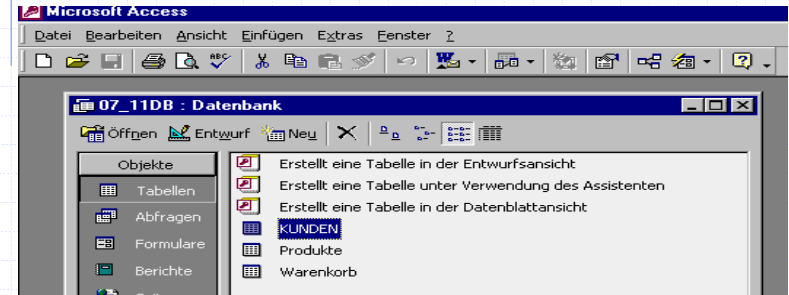 Microsoft Access
Datei Bearbeiten Ansicht Einfügen Extras Fenster ?
07_11DB : Datenbank
Öffnen Entwurf Neu
Objekte
Erstellt eine Tabelle in der Entwurfsansicht
Tabellen
Erstellt eine Tabelle unter Verwendung des Assistenten
Erstellt eine Tabelle in der Datenblattansicht
Abfragen
KUNDEN
Formulare
Produkte
Berichte
Warenkorb